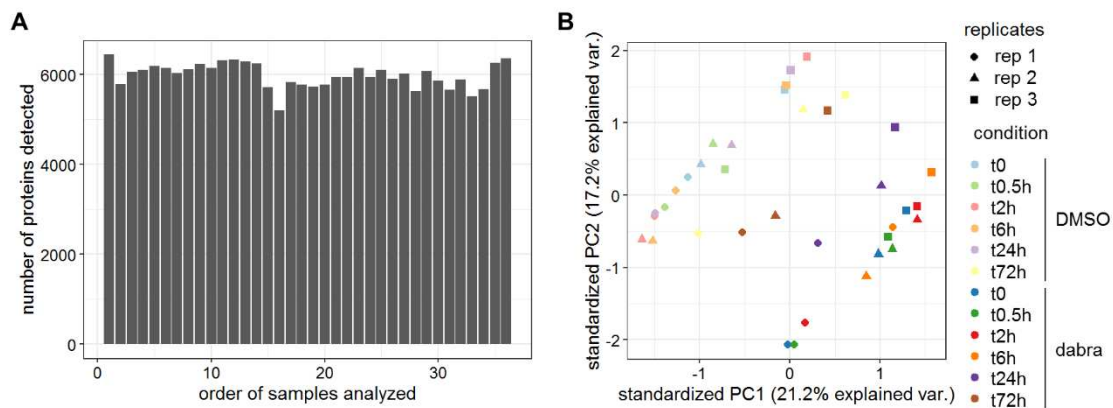 A
number of proteins detected
6000
4000
2000
0
0
10
20
30
order of samples analyzed
B
standardized PC2 (17.2% explained var.)
2
1
0
-1
-2
-1
0
1
standardized PC1 (21.2% explained var.)
replicates
rep 1
rep 2
rep 3
condition
t0
t0.5h
t2h
t6h
t24h
t72h
DMSO
t0
t0.5h
t2h
t6h
t24h
t72h
dabra